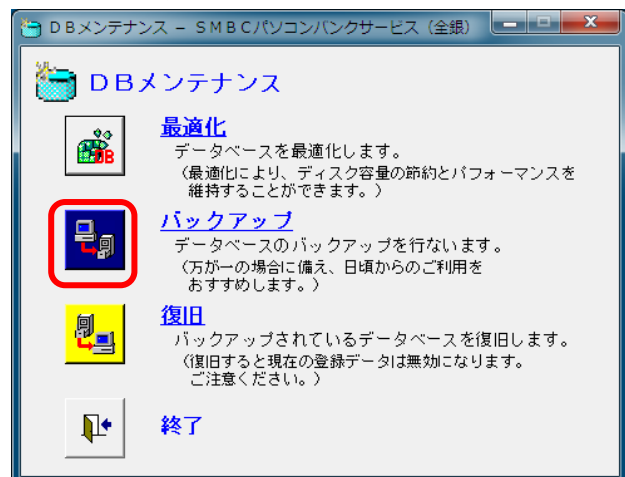 ＤＢメンテナンス － ＳＭＢＣパソコンバンクサービス（全銀）
ＤＢメンテナンス
最適化
データベースを最適化します。
（最適化により、ディスク容量の節約とパフォーマンスを
維持することができます。）
バックアップ
データベースのバックアップを行ないます。
（万が一の場合に備え、日頃からのご利用を
おすすめします。）
復旧
バックアップされているデータベースを復旧します。
（復旧すると現在の登録データは無効になります。
ご注意ください。）
終了